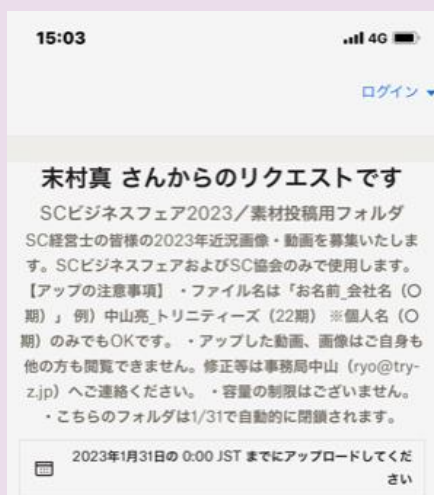 15:03
4G
ログイン
末村真 さんからのリクエストです
SCビジネスフェア2023／素材投稿用フォルダ
SC経営士の皆様の2023年近況画像・動画を募集いたしま
す。SCビジネスフェアおよびSC協会のみで使用します。
【アップの注意事項】 ・ファイル名は「お名前_会社名（〇
期）」 例）中山亮_トリニティーズ（22期） ※個人名（〇
期）のみでもOKです。 ・アップした動画、画像はご自身も
他の方も閲覧できません。修正等は事務局中山（ryo@try-
z.jp）へご連絡ください。 ・容量の制限はございません。
・こちらのフォルダは1/31で自動的に閉鎖されます。
2023年1月31日の 0:00 JST までにアップロードしてくだ
さい